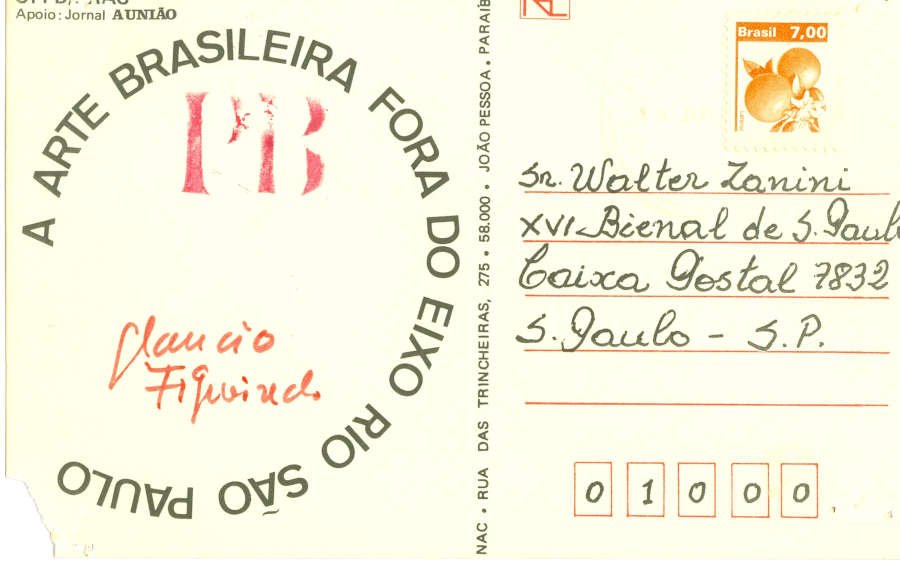 Apoio: Jornal A UNIÃO
A ARTE BRASILEIRA FORA DO EIXO RIO SÃO PAULO
PB
Glaucio
Figueiredo
NAC · RUA DAS TRINCHEIRAS, 275 · 58.000 · JOÃO PESSOA · PARAIB
Brasil 7,00
Sr. Walter Zanini
XVI-Bienal de S. Paulo
Caixa Postal 7832
S. Paulo - S.P.
0 1 0 0 0